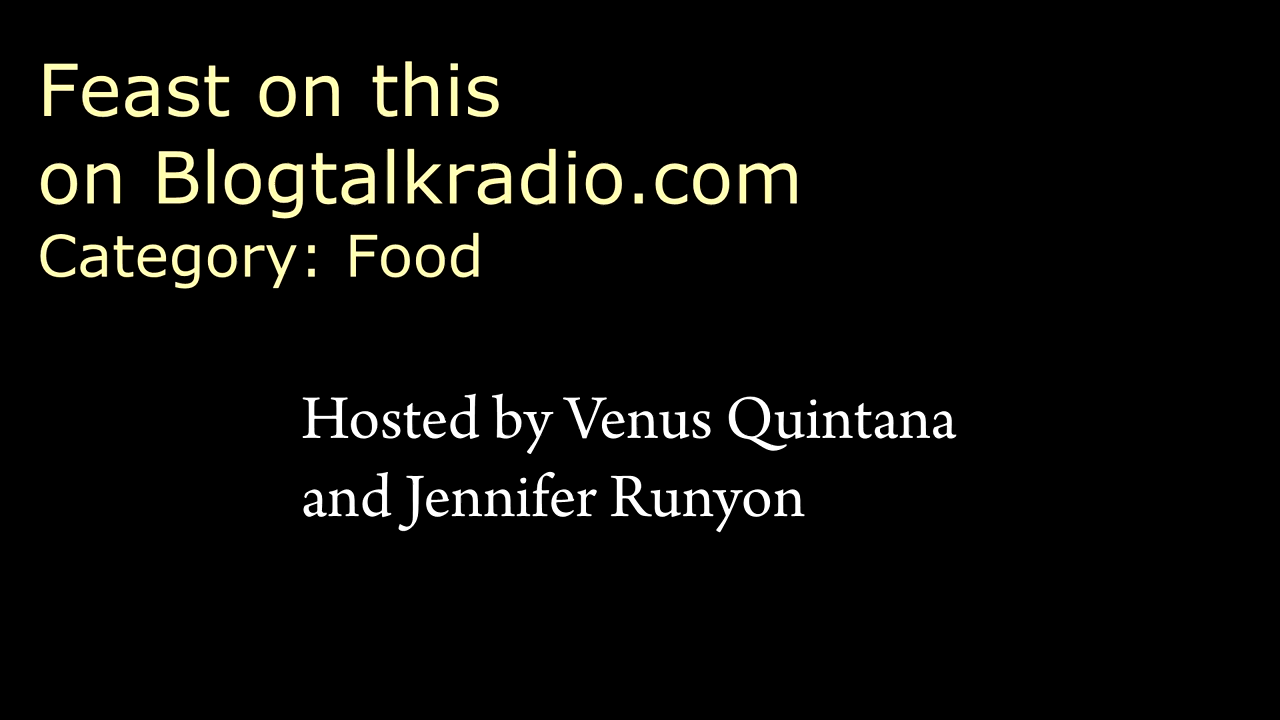 Feast on this
on Blogtalkradio.com
Category: Food
Hosted by Venus Quintana
and Jennifer Runyon